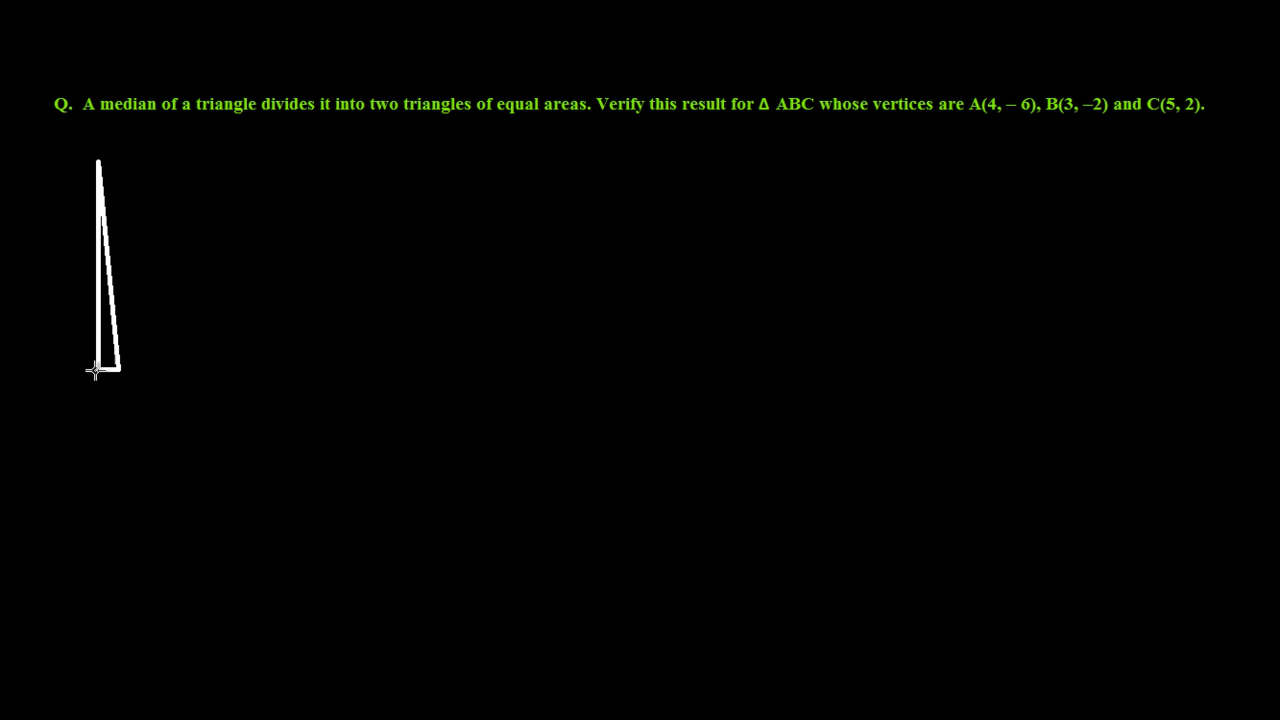 Q. A median of a triangle divides it into two triangles of equal areas. Verify this result for Δ ABC whose vertices are A(4, – 6), B(3, –2) and C(5, 2).